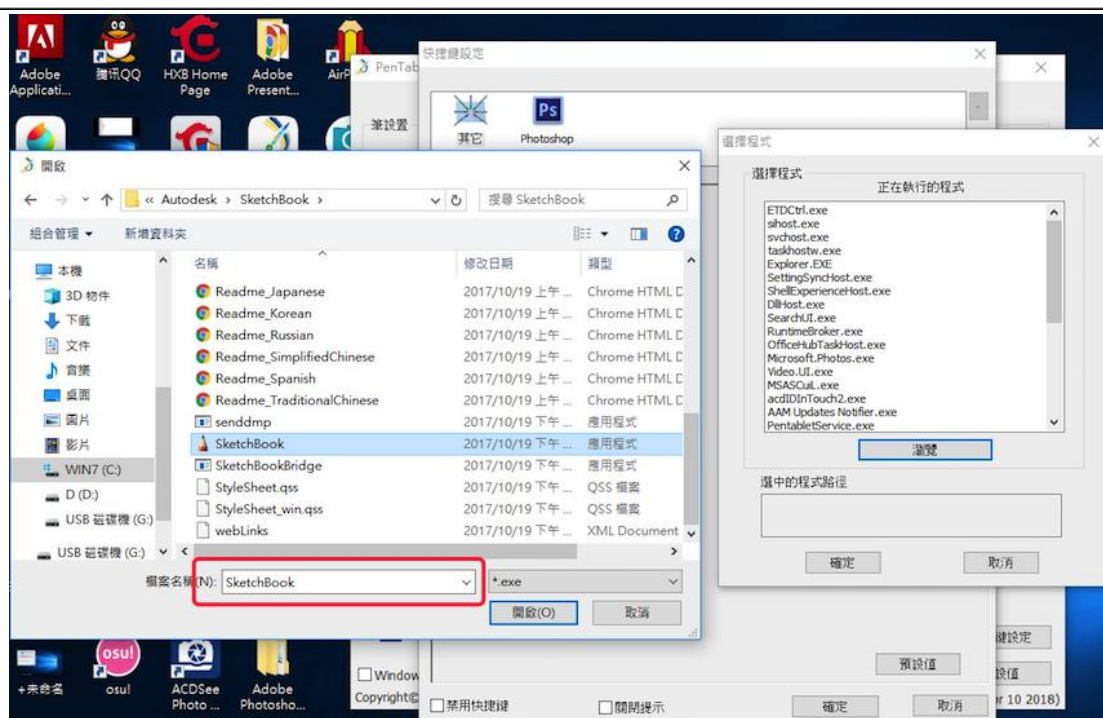 Adobe Applicati...
騰讯QQ
HXB Home Page
Adobe Present...
AirP
PenTab
筆設置
快捷鍵設定
其它
Photoshop
開啟
« Autodesk › SketchBook ›
搜尋 SketchBook
組合管理
新增資料夾
本機
3D 物件
下載
文件
音樂
桌面
圖片
影片
WIN7 (C:)
D (D:)
USB 磁碟機 (G:)
USB 磁碟機 (G:)
名稱 修改日期 類型
Readme_Japanese 2017/10/19 上午 ... Chrome HTML D
Readme_Korean 2017/10/19 上午 ... Chrome HTML D
Readme_Russian 2017/10/19 上午 ... Chrome HTML D
Readme_SimplifiedChinese 2017/10/19 上午 ... Chrome HTML D
Readme_Spanish 2017/10/19 上午 ... Chrome HTML D
Readme_TraditionalChinese 2017/10/19 上午 ... Chrome HTML D
senddmp 2017/10/19 下午 ... 應用程式
SketchBook 2017/10/19 下午 ... 應用程式
SketchBookBridge 2017/10/19 下午 ... 應用程式
StyleSheet.qss 2017/10/19 下午 ... QSS 檔案
StyleSheet_win.qss 2017/10/19 下午 ... QSS 檔案
webLinks 2017/10/19 下午 ... XML Document
檔案名稱(N): SketchBook
*.exe
開啟(O)
取消
選擇程式
選擇程式
正在執行的程式
ETDCtrl.exe
sihost.exe
svchost.exe
taskhostw.exe
Explorer.EXE
SettingSyncHost.exe
ShellExperienceHost.exe
DllHost.exe
SearchUI.exe
RuntimeBroker.exe
OfficeHubTaskHost.exe
Microsoft.Photos.exe
Video.UI.exe
MSASCuiL.exe
acdIDInTouch2.exe
AAM Updates Notifier.exe
PentabletService.exe
瀏覽
選中的程式路徑
確定
取消
+未命名
osu!
osu!
ACDSee Photo ...
Adobe Photosho...
Window
Copyright©
預設值
禁用快捷鍵
關閉提示
確定
取消
鍵設定
設值
r 10 2018)